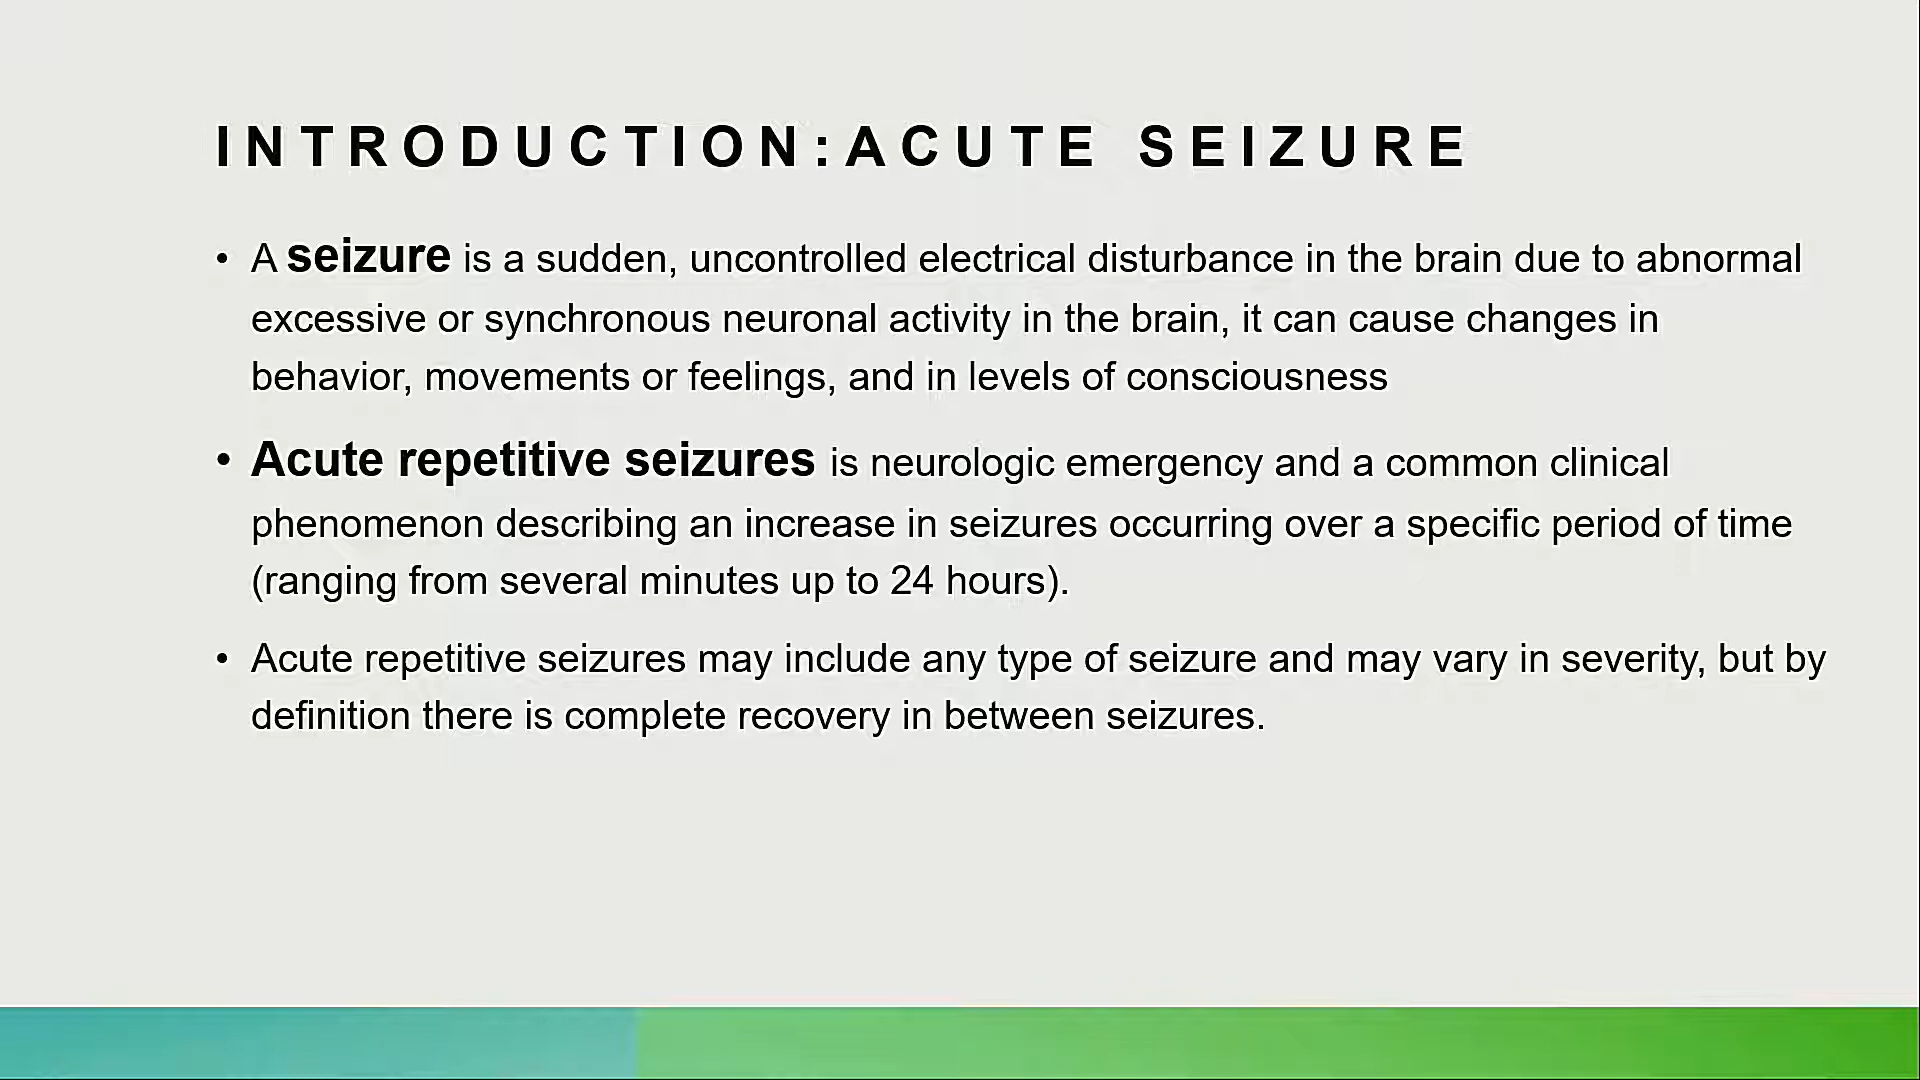 INTRODUCTION:ACUTE SEIZURE
• A seizure is a sudden, uncontrolled electrical disturbance in the brain due to abnormal
excessive or synchronous neuronal activity in the brain, it can cause changes in
behavior, movements or feelings, and in levels of consciousness
• Acute repetitive seizures is neurologic emergency and a common clinical
phenomenon describing an increase in seizures occurring over a specific period of time
(ranging from several minutes up to 24 hours).
• Acute repetitive seizures may include any type of seizure and may vary in severity, but by
definition there is complete recovery in between seizures.